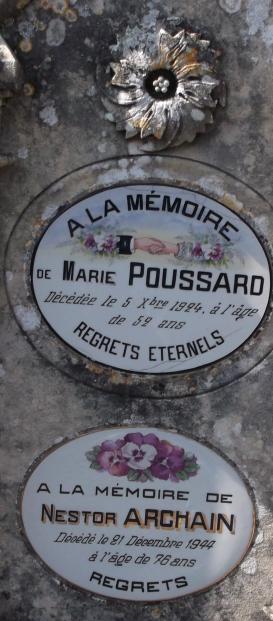 A LA MÉMOIRE
DE MARIE POUSSARD
Décédée le 5 Xbre 1924, à l'âge
de 52 ans
REGRETS ETERNELS
A LA MÉMOIRE DE
NESTOR ARCHAIN
Décédé le 21 Décembre 1944
à l'âge de 76 ans
REGRETS